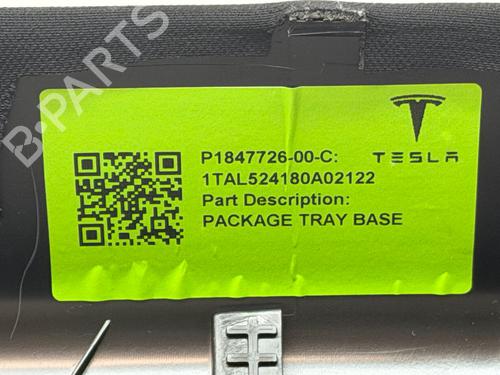 B-PARTS
P1847726-00-C:
TESLA
1TAL524180A02122
Part Description:
PACKAGE TRAY BASE